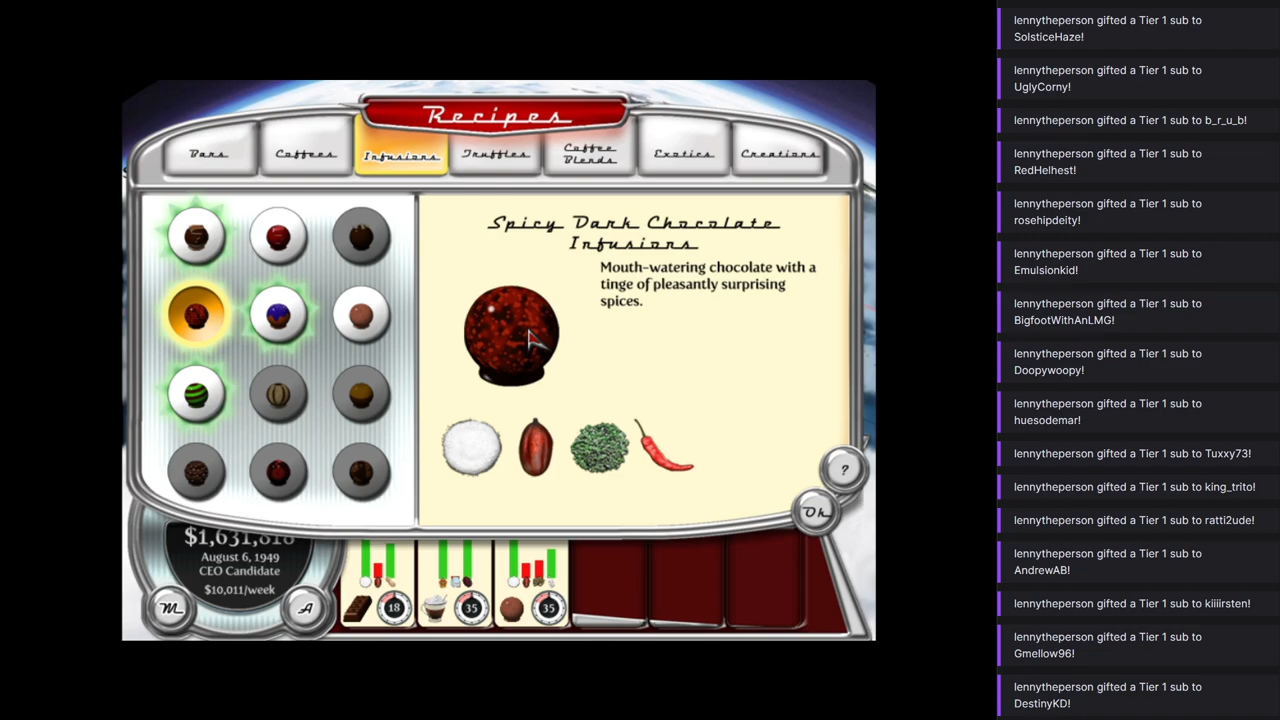 Recipes
Bars
Coffees
Infusions
Truffles
Coffee
Blends
Exotics
Creations
Spicy Dark Chocolate
Infusions
Mouth-watering chocolate with a
tinge of pleasantly surprising
spices.
?
Ok
$1,631,818
August 6, 1949
CEO Candidate
$10,011/week
M
A
18
35
35
lennytheperson gifted a Tier 1 sub to
SolsticeHaze!
lennytheperson gifted a Tier 1 sub to
UglyCorny!
lennytheperson gifted a Tier 1 sub to b_r_u_b!
lennytheperson gifted a Tier 1 sub to
RedHelhest!
lennytheperson gifted a Tier 1 sub to
rosehipdeity!
lennytheperson gifted a Tier 1 sub to
Emulsionkid!
lennytheperson gifted a Tier 1 sub to
BigfootWithAnLMG!
lennytheperson gifted a Tier 1 sub to
Doopywoopy!
lennytheperson gifted a Tier 1 sub to
huesodemar!
lennytheperson gifted a Tier 1 sub to Tuxxy73!
lennytheperson gifted a Tier 1 sub to king_trito!
lennytheperson gifted a Tier 1 sub to ratti2ude!
lennytheperson gifted a Tier 1 sub to
AndrewAB!
lennytheperson gifted a Tier 1 sub to kiiiirsten!
lennytheperson gifted a Tier 1 sub to
Gmellow96!
lennytheperson gifted a Tier 1 sub to
DestinyKD!